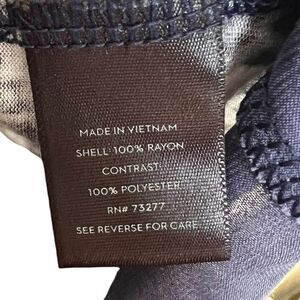 MADE IN VIETNAM
SHELL: 100% RAYON
CONTRAST:
100% POLYESTER
RN# 73277
SEE REVERSE FOR CARE